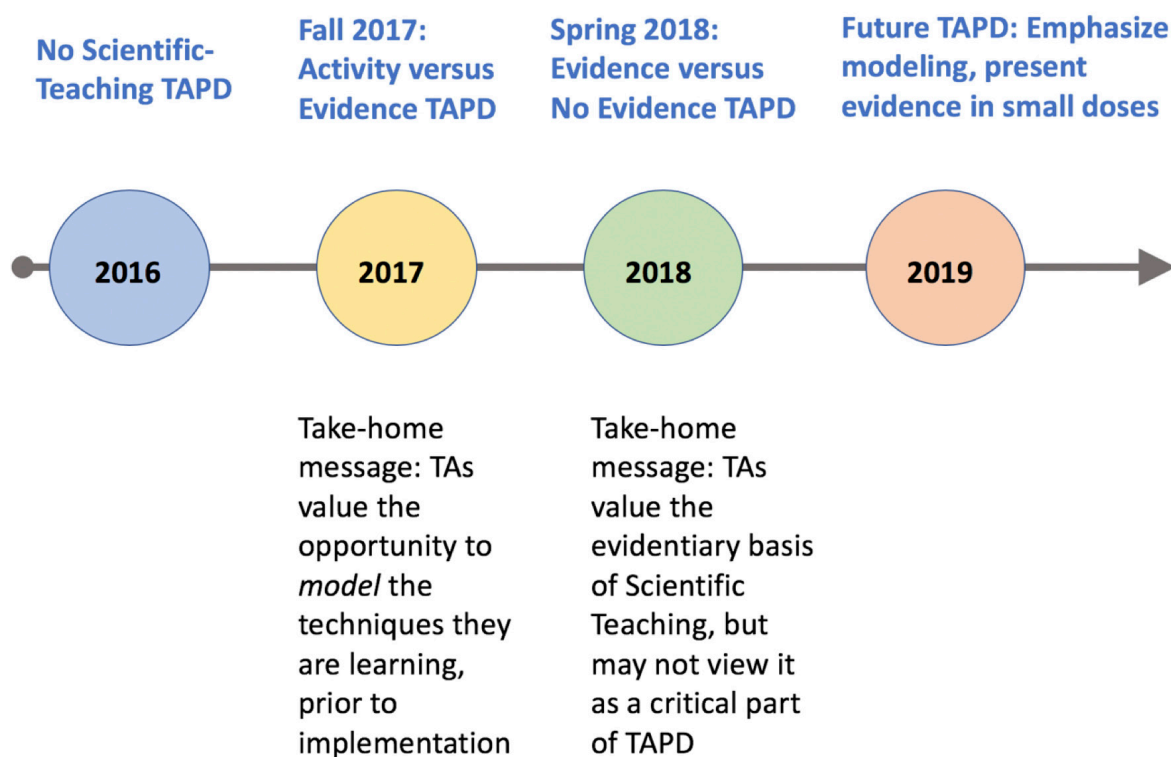 No Scientific-
Teaching TAPD
Fall 2017:
Activity versus
Evidence TAPD
Spring 2018:
Evidence versus
No Evidence TAPD
Future TAPD: Emphasize
modeling, present
evidence in small doses
2016
2017
2018
2019
Take-home
message: TAs
value the
opportunity to
model the
techniques they
are learning,
prior to
implementation
Take-home
message: TAs
value the
evidentiary basis
of Scientific
Teaching, but
may not view it
as a critical part
of TAPD